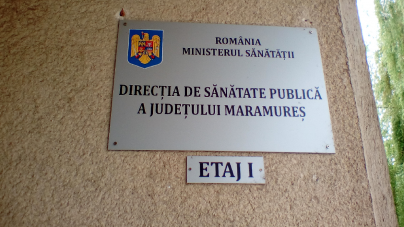 ROMÂNIA
MINISTERUL SĂNĂTĂȚII
DIRECȚIA DE SĂNĂTATE PUBLICĂ
A JUDEȚULUI MARAMUREȘ
ETAJ I